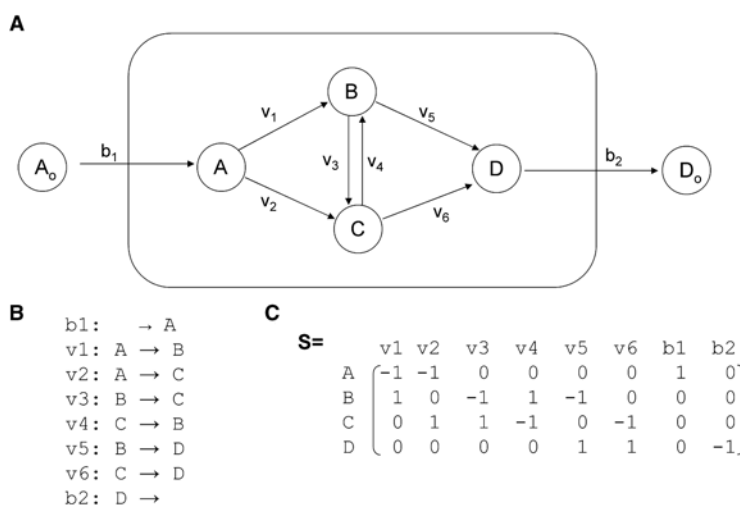 A
B
v₁
v₅
Aₒ
b₁
A
v₃
v₄
D
b₂
Dₒ
v₂
C
v₆
B
b1: → A
v1: A → B
v2: A → C
v3: B → C
v4: C → B
v5: B → D
v6: C → D
b2: D →
C
S=
v1 v2 v3 v4 v5 v6 b1 b2
A -1 -1 0 0 0 0 1 0
B 1 0 -1 1 -1 0 0 0
C 0 1 1 -1 0 -1 0 0
D 0 0 0 0 1 1 0 -1